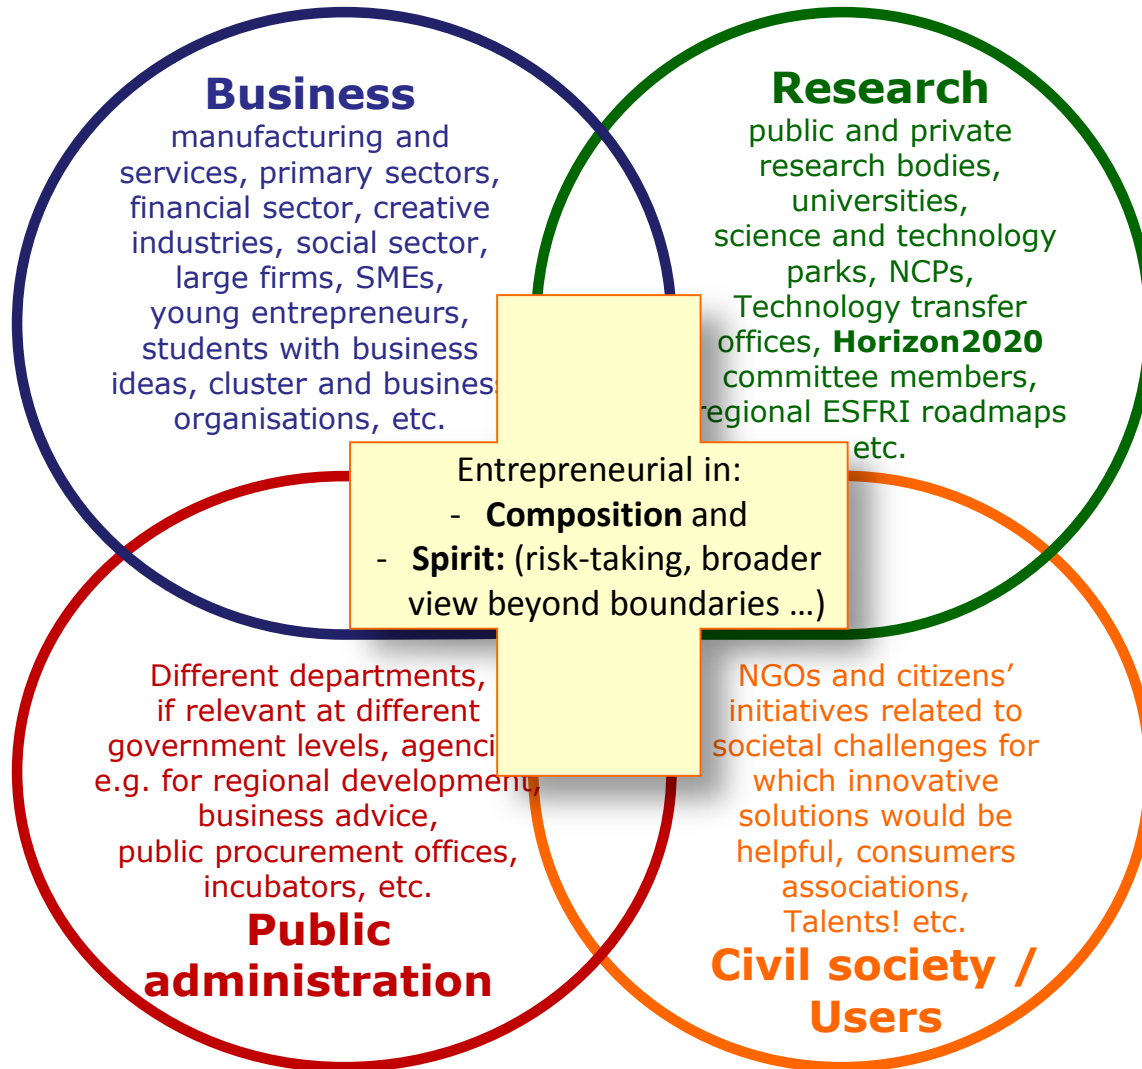 Business
manufacturing and
services, primary sectors,
financial sector, creative
industries, social sector,
large firms, SMEs,
young entrepreneurs,
students with business
ideas, cluster and business
organisations, etc.
Research
public and private
research bodies,
universities,
science and technology
parks, NCPs,
Technology transfer
offices, Horizon2020
committee members,
regional ESFRI roadmaps
etc.
Entrepreneurial in:
- Composition and
- Spirit: (risk-taking, broader
view beyond boundaries ...)
Different departments,
if relevant at different
government levels, agenci
e.g. for regional development,
business advice,
public procurement offices,
incubators, etc.
Public
administration
NGOs and citizens’
initiatives related to
societal challenges for
which innovative
solutions would be
helpful, consumers
associations,
Talents! etc.
Civil society /
Users